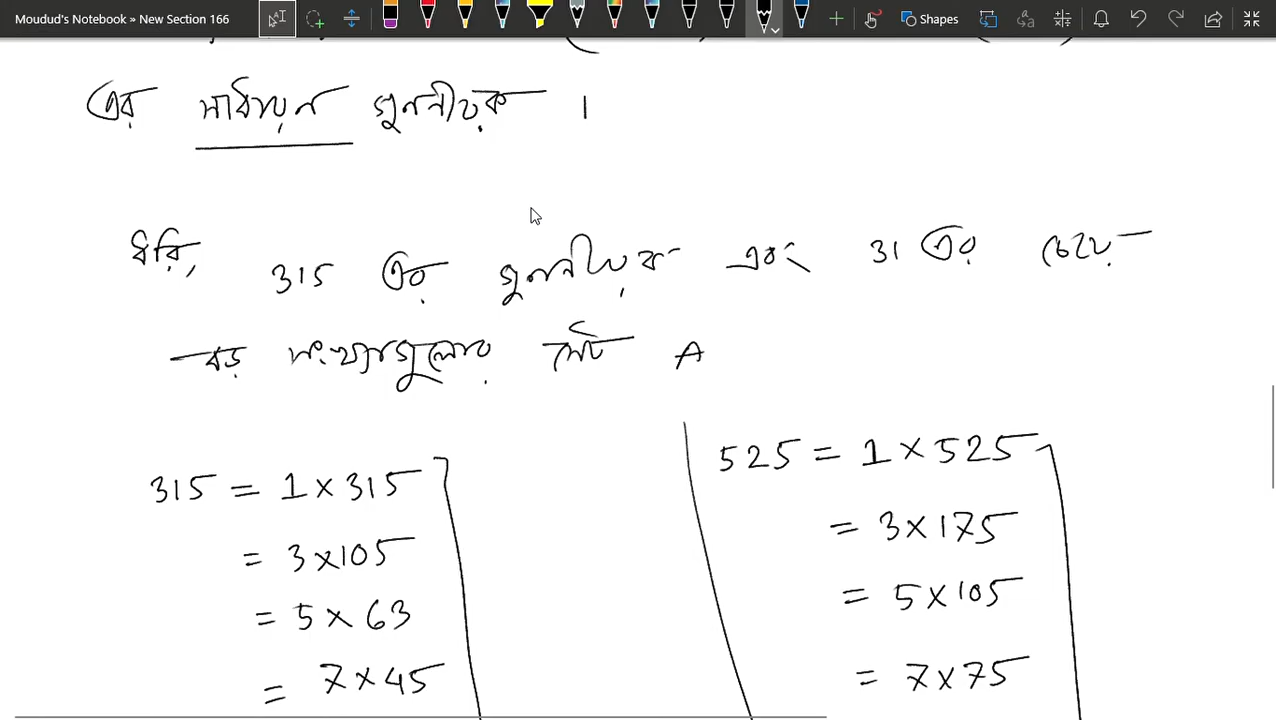 Moudud's Notebook » New Section 166
Shapes
এর সাধারণ গুণনীয়ক ।
ধরি, 315 এর গুণনীয়ক এবং 31 এর চেয়ে
বড় সংখ্যাগুলোর সেট A
315 = 1 × 315
= 3 × 105
= 5 × 63
= 7 × 45
525 = 1 × 525
= 3 × 175
= 5 × 105
= 7 × 75